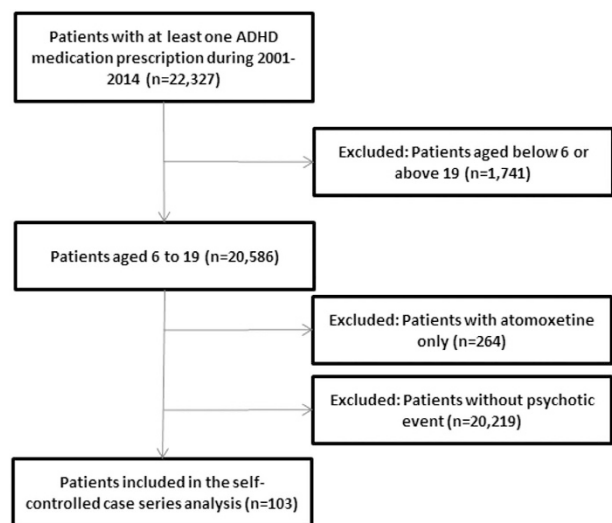 Patients with at least one ADHD
medication prescription during 2001-
2014 (n=22,327)
Excluded: Patients aged below 6 or
above 19 (n=1,741)
Patients aged 6 to 19 (n=20,586)
Excluded: Patients with atomoxetine
only (n=264)
Excluded: Patients without psychotic
event (n=20,219)
Patients included in the self-
controlled case series analysis (n=103)